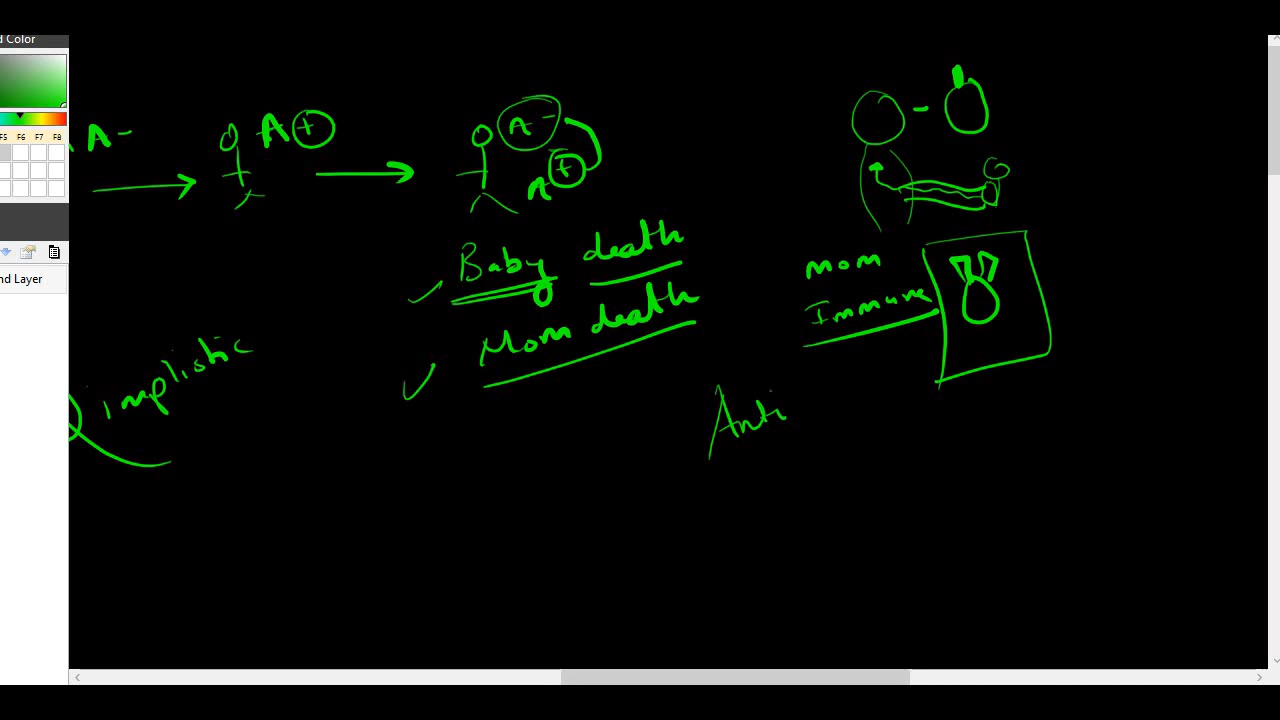 d Color
F5 F6 F7 F8
nd Layer
A-
A+
A-
A+
Baby death
Mom death
implistic
mom
Immune
Anti